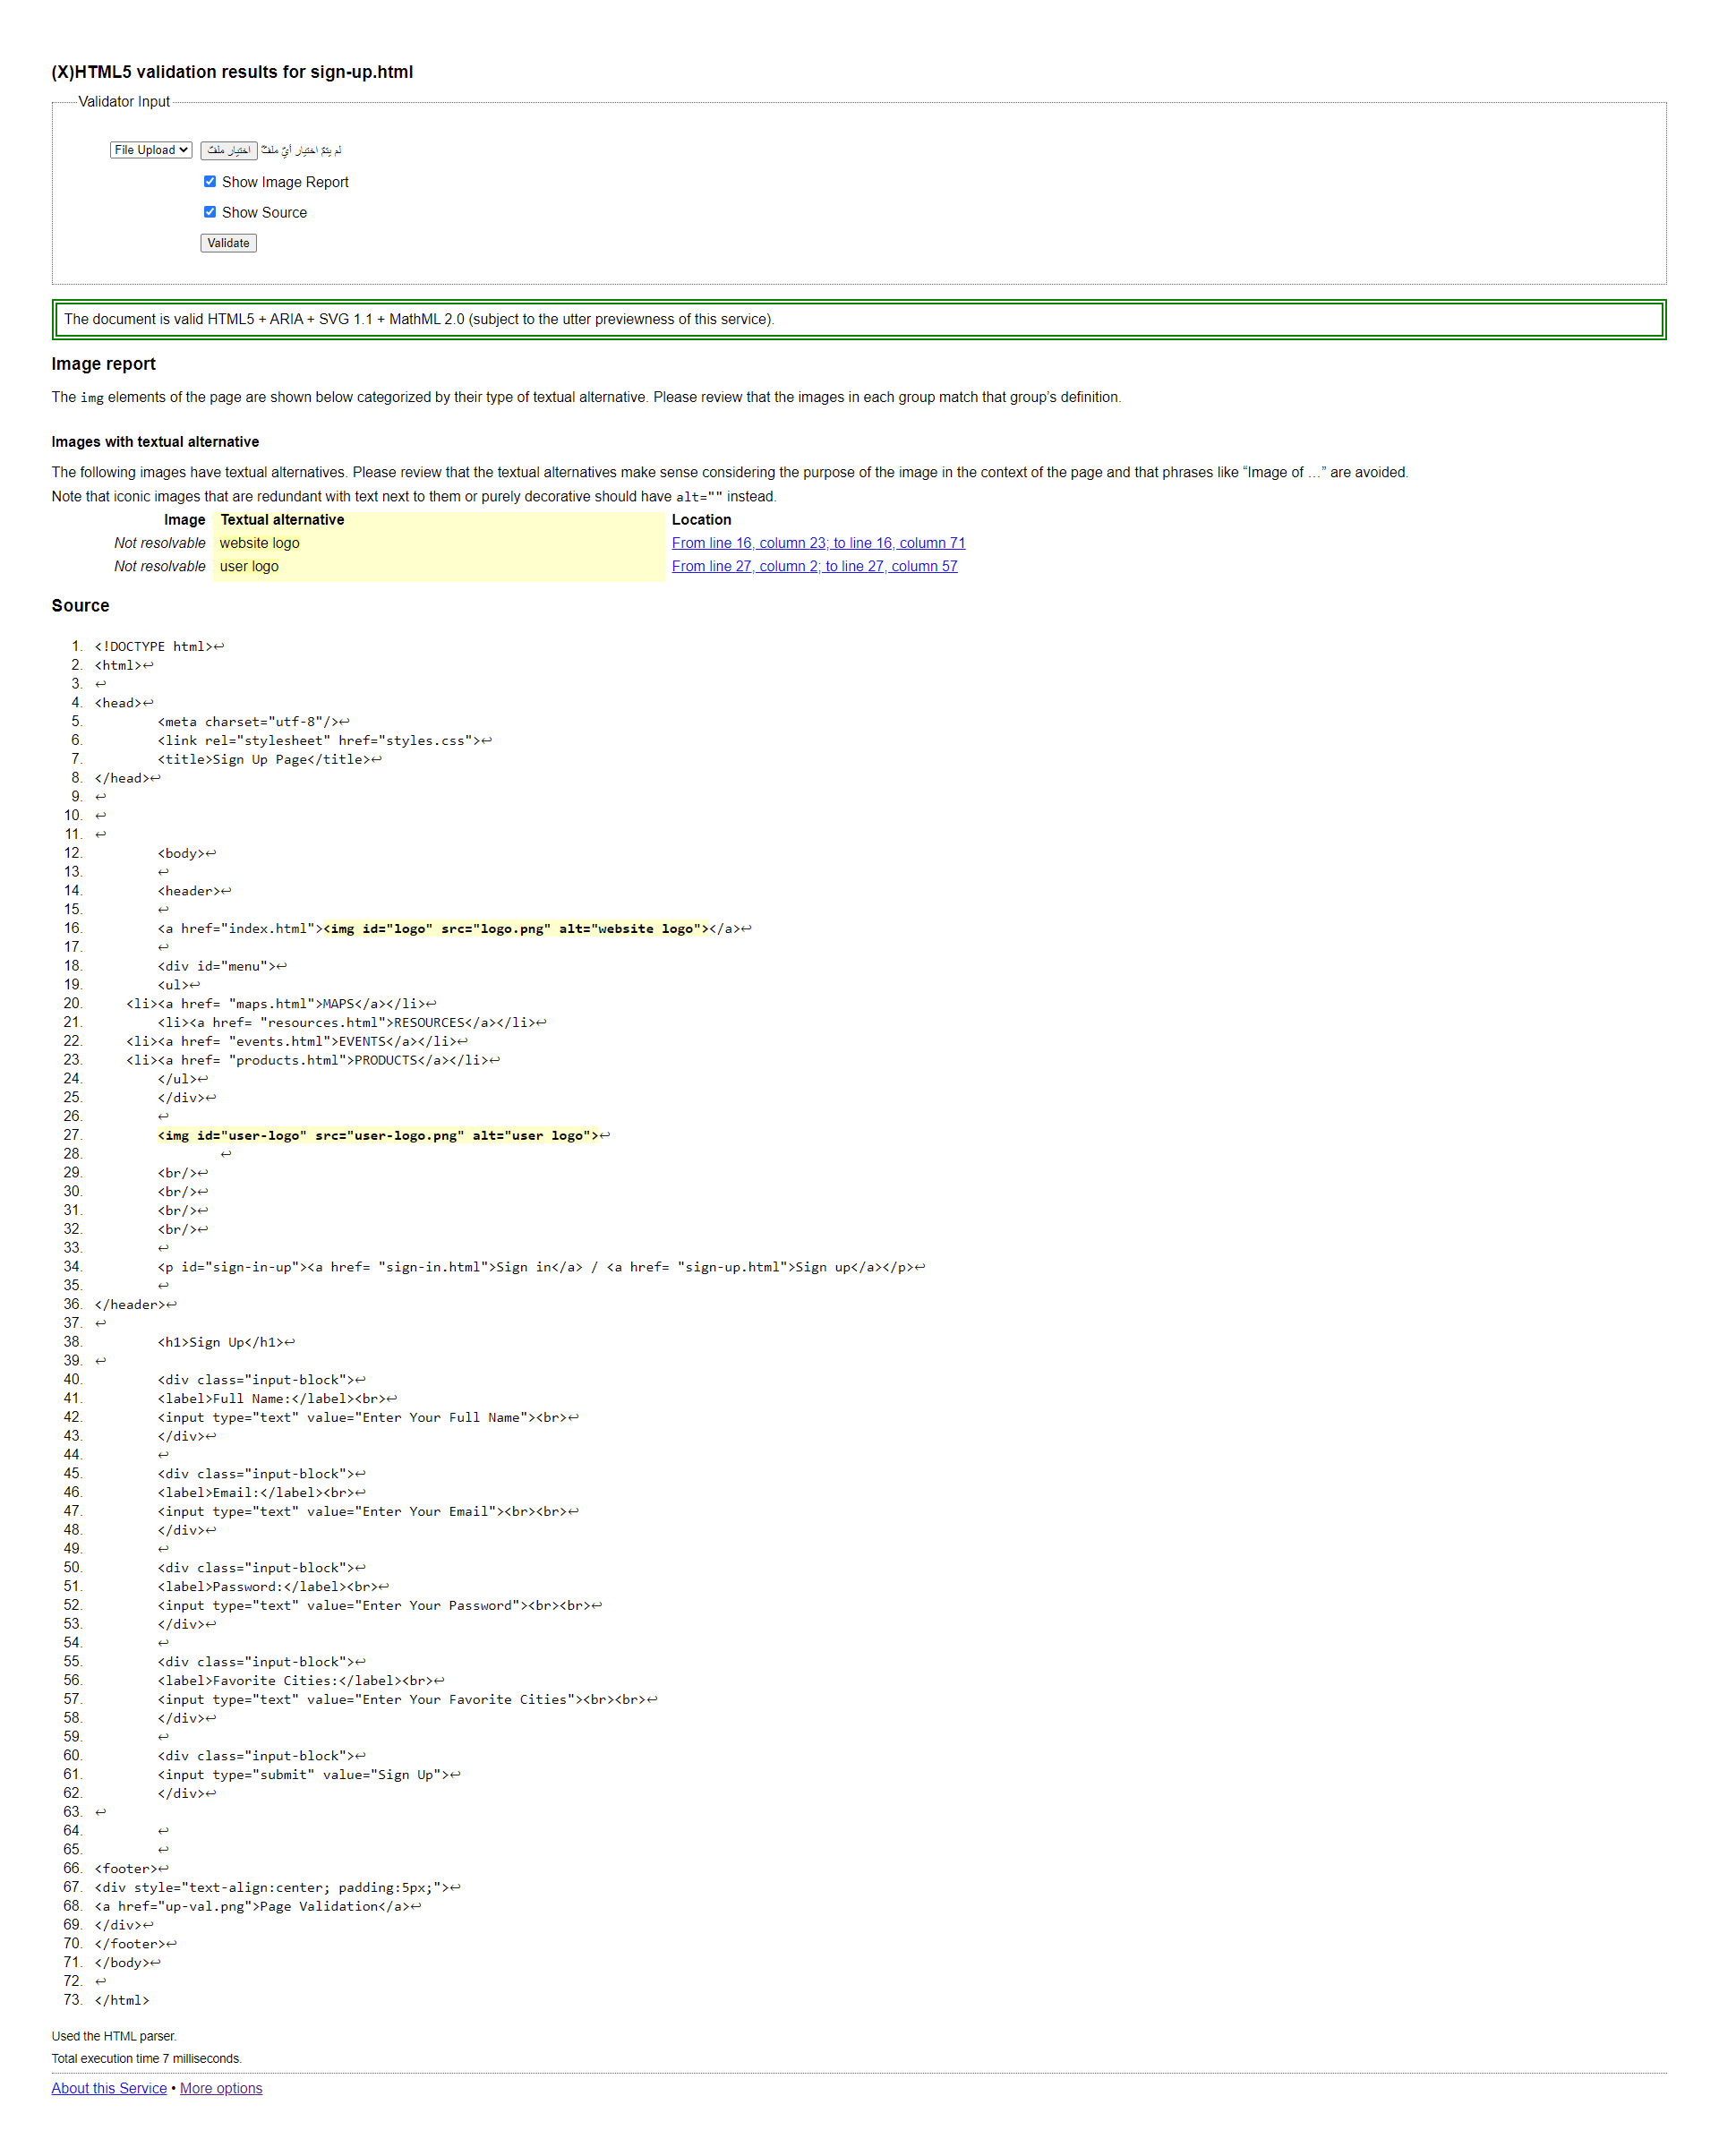 (X)HTML5 validation results for sign-up.html
Validator Input
File Upload اختيار ملفّ لم يتمّ اختيار أيّ ملفّ
Show Image Report
Show Source
Validate
The document is valid HTML5 + ARIA + SVG 1.1 + MathML 2.0 (subject to the utter previewness of this service).
Image report
The img elements of the page are shown below categorized by their type of textual alternative. Please review that the images in each group match that group's definition.
Images with textual alternative
The following images have textual alternatives. Please review that the textual alternatives make sense considering the purpose of the image in the context of the page and that phrases like “Image of …” are avoided.
Note that iconic images that are redundant with text next to them or purely decorative should have alt="" instead.
Image Textual alternative Location
Not resolvable website logo From line 16, column 23; to line 16, column 71
Not resolvable user logo From line 27, column 2; to line 27, column 57
Source
1. <!DOCTYPE html>↩
2. <html>↩
3. ↩
4. <head>↩
5. <meta charset="utf-8"/>↩
6. <link rel="stylesheet" href="styles.css">↩
7. <title>Sign Up Page</title>↩
8. </head>↩
9. ↩
10. ↩
11. ↩
12. <body>↩
13. ↩
14. <header>↩
15. ↩
16. <a href="index.html"><img id="logo" src="logo.png" alt="website logo"></a>↩
17. ↩
18. <div id="menu">↩
19. <ul>↩
20. <li><a href= "maps.html">MAPS</a></li>↩
21. <li><a href= "resources.html">RESOURCES</a></li>↩
22. <li><a href= "events.html">EVENTS</a></li>↩
23. <li><a href= "products.html">PRODUCTS</a></li>↩
24. </ul>↩
25. </div>↩
26. ↩
27. <img id="user-logo" src="user-logo.png" alt="user logo">↩
28. ↩
29. <br/>↩
30. <br/>↩
31. <br/>↩
32. <br/>↩
33. ↩
34. <p id="sign-in-up"><a href= "sign-in.html">Sign in</a> / <a href= "sign-up.html">Sign up</a></p>↩
35. ↩
36. </header>↩
37. ↩
38. <h1>Sign Up</h1>↩
39. ↩
40. <div class="input-block">↩
41. <label>Full Name:</label><br>↩
42. <input type="text" value="Enter Your Full Name"><br>↩
43. </div>↩
44. ↩
45. <div class="input-block">↩
46. <label>Email:</label><br>↩
47. <input type="text" value="Enter Your Email"><br><br>↩
48. </div>↩
49. ↩
50. <div class="input-block">↩
51. <label>Password:</label><br>↩
52. <input type="text" value="Enter Your Password"><br><br>↩
53. </div>↩
54. ↩
55. <div class="input-block">↩
56. <label>Favorite Cities:</label><br>↩
57. <input type="text" value="Enter Your Favorite Cities"><br><br>↩
58. </div>↩
59. ↩
60. <div class="input-block">↩
61. <input type="submit" value="Sign Up">↩
62. </div>↩
63. ↩
64. ↩
65. ↩
66. <footer>↩
67. <div style="text-align:center; padding:5px;">↩
68. <a href="up-val.png">Page Validation</a>↩
69. </div>↩
70. </footer>↩
71. </body>↩
72. ↩
73. </html>
Used the HTML parser.
Total execution time 7 milliseconds.
About this Service • More options